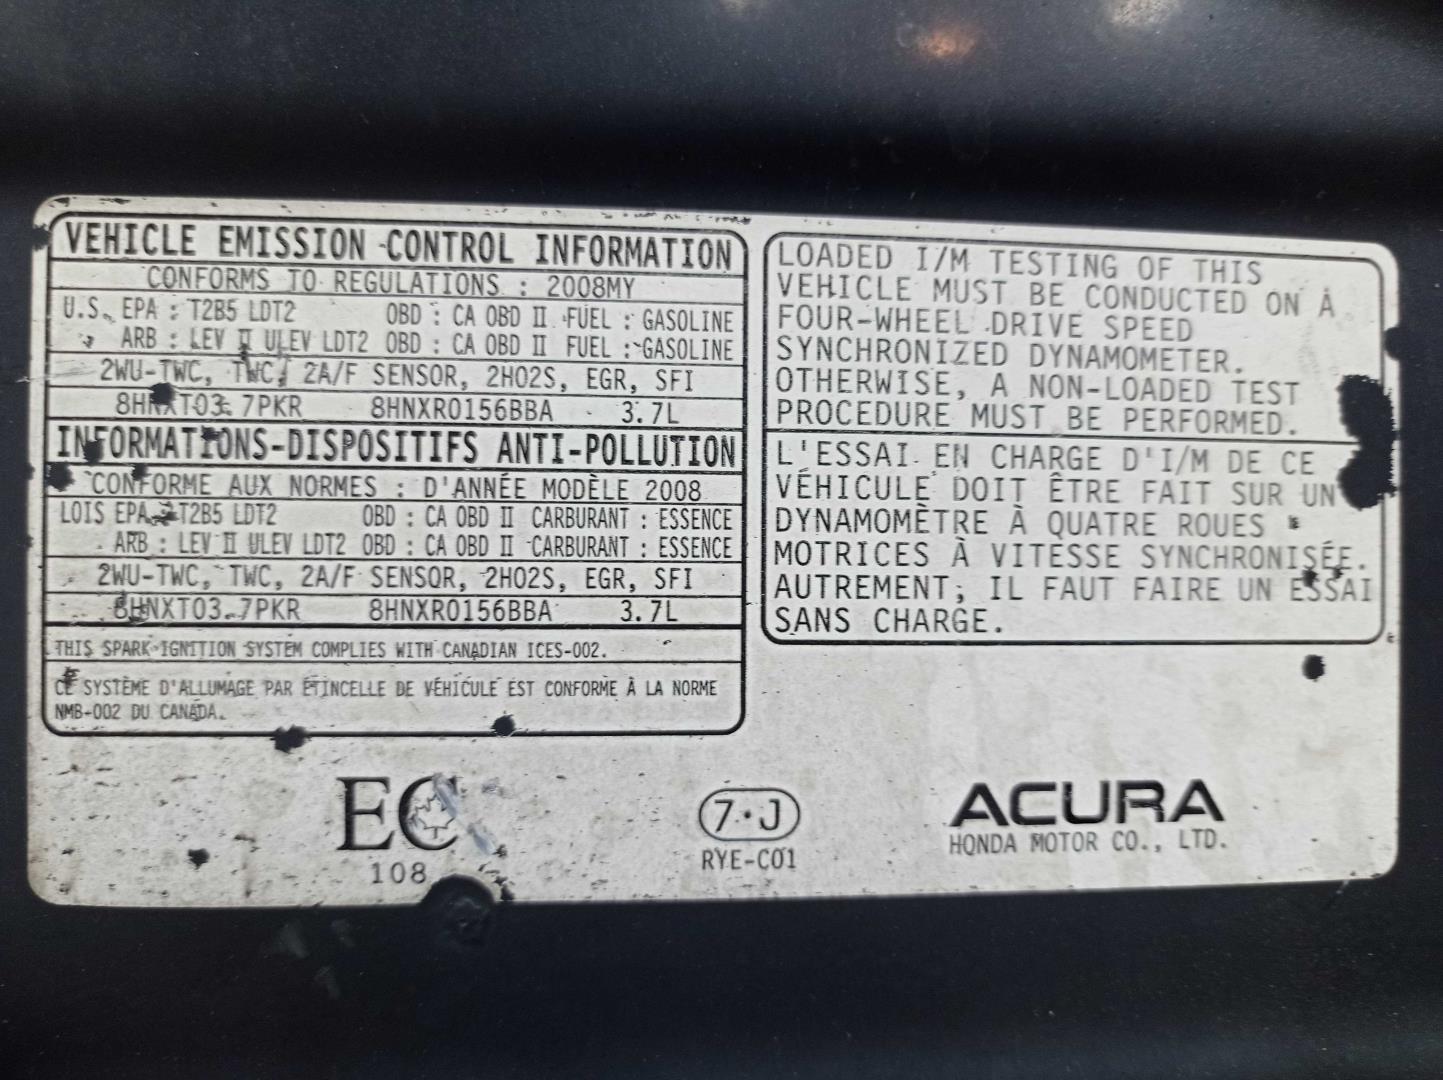 VEHICLE EMISSION CONTROL INFORMATION
CONFORMS TO REGULATIONS : 2008MY
U.S. EPA : T2B5 LDT2 OBD : CA OBD II FUEL : GASOLINE
ARB : LEV II ULEV LDT2 OBD : CA OBD II FUEL : GASOLINE
2WU-TWC, TWC, 2A/F SENSOR, 2HO2S, EGR, SFI
8HNXT03.7PKR 8HNXR0156BBA 3.7L
INFORMATIONS-DISPOSITIFS ANTI-POLLUTION
CONFORME AUX NORMES : D'ANNÉE MODÈLE 2008
LOIS EPA : T2B5 LDT2 OBD : CA OBD II CARBURANT : ESSENCE
ARB : LEV II ULEV LDT2 OBD : CA OBD II CARBURANT : ESSENCE
2WU-TWC, TWC, 2A/F SENSOR, 2HO2S, EGR, SFI
8HNXT03.7PKR 8HNXR0156BBA 3.7L
THIS SPARK IGNITION SYSTEM COMPLIES WITH CANADIAN ICES-002.
CE SYSTÈME D'ALLUMAGE PAR ÉTINCELLE DE VÉHICULE EST CONFORME À LA NORME
NMB-002 DU CANADA.
LOADED I/M TESTING OF THIS
VEHICLE MUST BE CONDUCTED ON A
FOUR-WHEEL DRIVE SPEED
SYNCHRONIZED DYNAMOMETER.
OTHERWISE, A NON-LOADED TEST
PROCEDURE MUST BE PERFORMED.
L'ESSAI EN CHARGE D'I/M DE CE
VÉHICULE DOIT ÊTRE FAIT SUR UN
DYNAMOMÈTRE À QUATRE ROUES
MOTRICES À VITESSE SYNCHRONISÉE.
AUTREMENT, IL FAUT FAIRE UN ESSAI
SANS CHARGE.
EC
108
7·J
RYE-C01
ACURA
HONDA MOTOR CO., LTD.